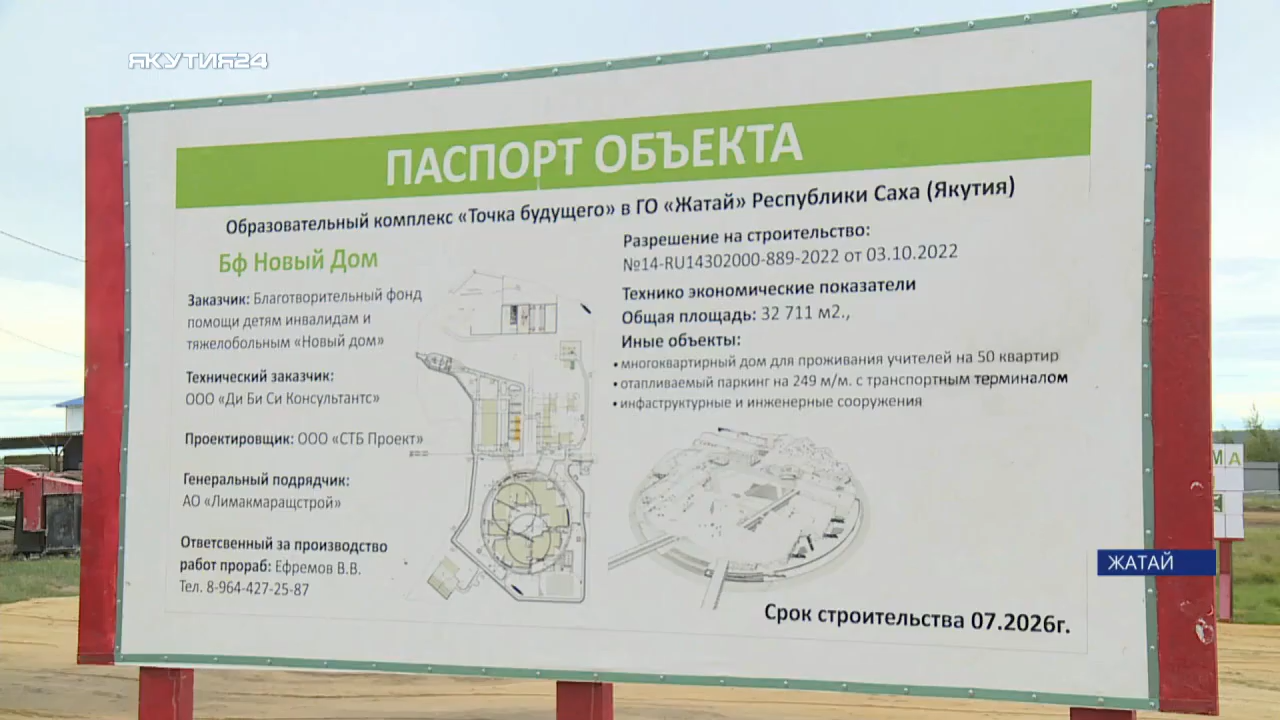 ЯКУТИЯ24
ПАСПОРТ ОБЪЕКТА
Образовательный комплекс «Точка будущего» в ГО «Жатай» Республики Саха (Якутия)
Бф Новый Дом
Заказчик: Благотворительный фонд
помощи детям инвалидам и
тяжелобольным «Новый дом»
Технический заказчик:
ООО «Ди Би Си Консультантс»
Проектировщик: ООО «СТБ Проект»
Генеральный подрядчик:
АО «Лимакмаращстрой»
Ответсвенный за производство
работ прораб: Ефремов В.В.
Тел. 8-964-427-25-87
Разрешение на строительство:
№14-RU14302000-889-2022 от 03.10.2022
Технико экономические показатели
Общая площадь: 32 711 м2.,
Иные объекты:
• многоквартирный дом для проживания учителей на 50 квартир
• отапливаемый паркинг на 249 м/м. с транспортным терминалом
• инфаструктурные и инженерные сооружения
Срок строительства 07.2026г.
МА
ЖАТАЙ